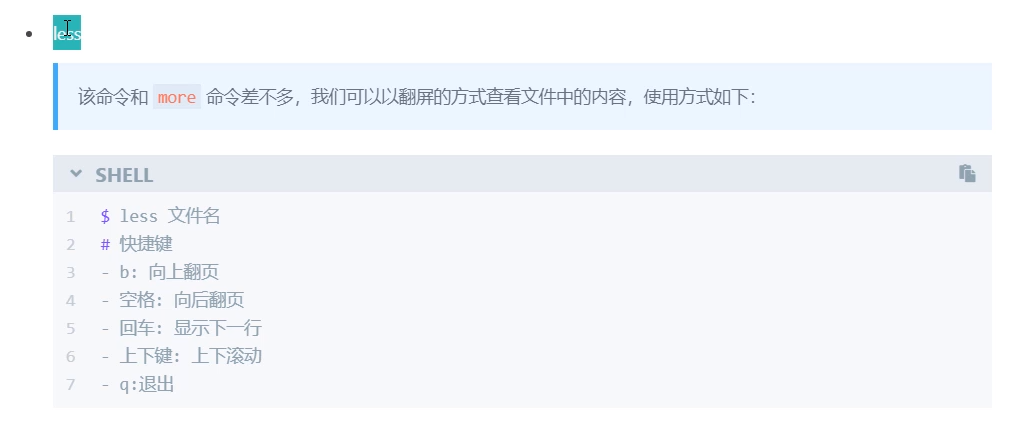 less
该命令和 more 命令差不多，我们可以以翻屏的方式查看文件中的内容，使用方式如下：
SHELL
1 $ less 文件名
2 # 快捷键
3 - b: 向上翻页
4 - 空格: 向后翻页
5 - 回车: 显示下一行
6 - 上下键: 上下滚动
7 - q:退出